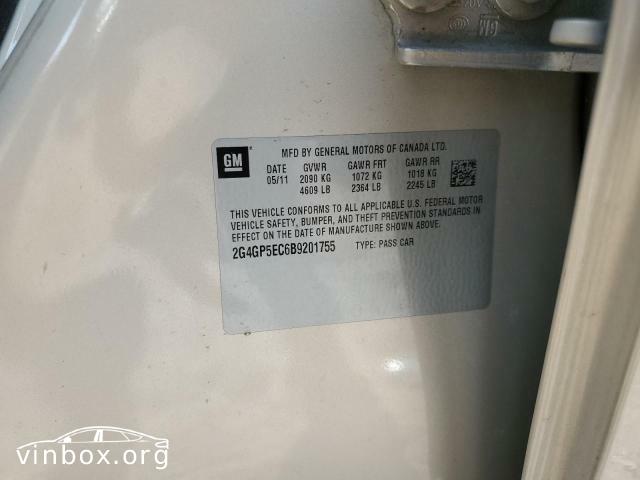 GM
GM
MFD BY GENERAL MOTORS OF CANADA LTD.
DATE GVWR GAWR FRT GAWR RR
05/11 2090 KG 1072 KG 1018 KG
4609 LB 2364 LB 2245 LB
THIS VEHICLE CONFORMS TO ALL APPLICABLE U.S. FEDERAL MOTOR
VEHICLE SAFETY, BUMPER, AND THEFT PREVENTION STANDARDS IN
EFFECT ON THE DATE OF MANUFACTURE SHOWN ABOVE.
2G4GP5EC6B9201755 TYPE: PASS CAR
vinbox.org